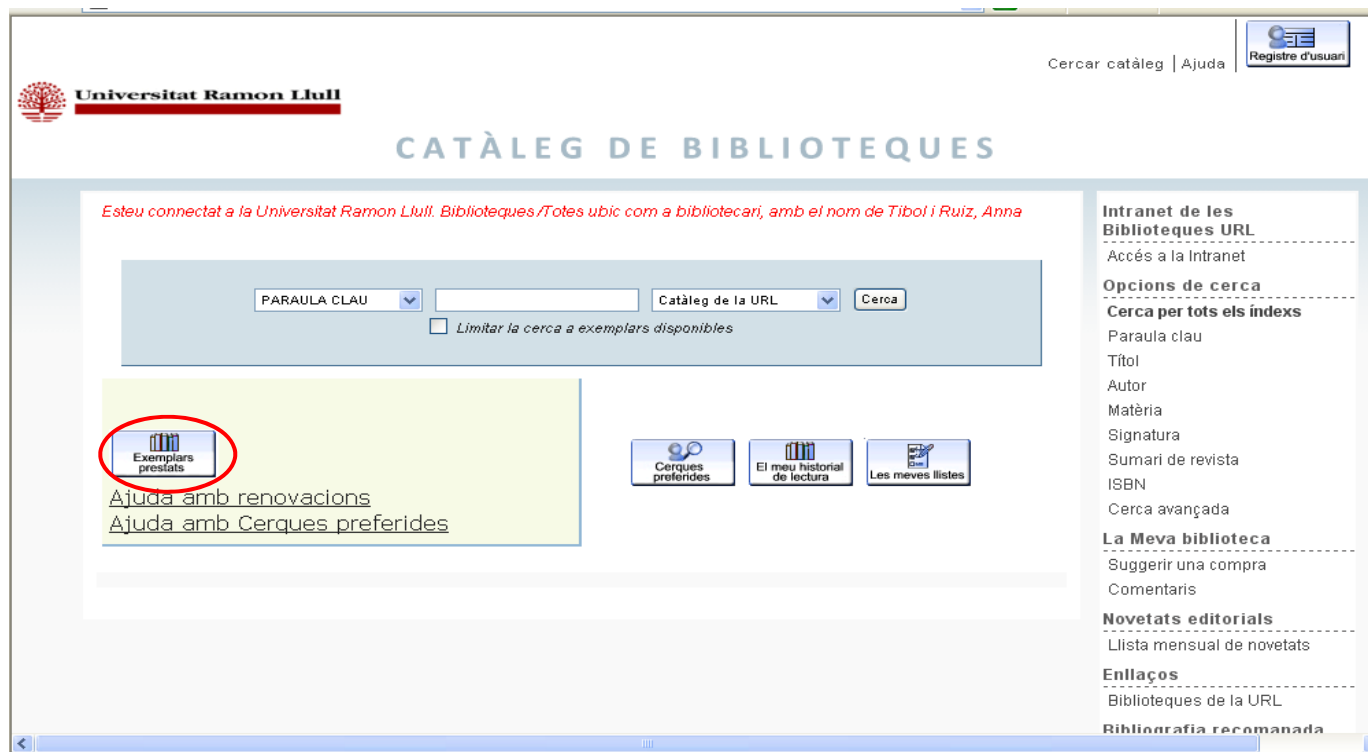 Cercar catàleg | Ajuda
Registre d'usuari
Universitat Ramon Llull
CATÀLEG DE BIBLIOTEQUES
Esteu connectat a la Universitat Ramon Llull. Biblioteques /Totes ubic com a bibliotecari, amb el nom de Tibol i Ruiz, Anna
PARAULA CLAU
Catàleg de la URL
Cerca
Limitar la cerca a exemplars disponibles
Exemplars
prestats
Ajuda amb renovacions
Ajuda amb Cerques preferides
Cerques
preferides
El meu historial
de lectura
Les meves llistes
Intranet de les
Biblioteques URL
Accés a la Intranet
Opcions de cerca
Cerca per tots els índexs
Paraula clau
Títol
Autor
Matèria
Signatura
Sumari de revista
ISBN
Cerca avançada
La Meva biblioteca
Suggerir una compra
Comentaris
Novetats editorials
Llista mensual de novetats
Enllaços
Biblioteques de la URL
Bibliografia recomanada